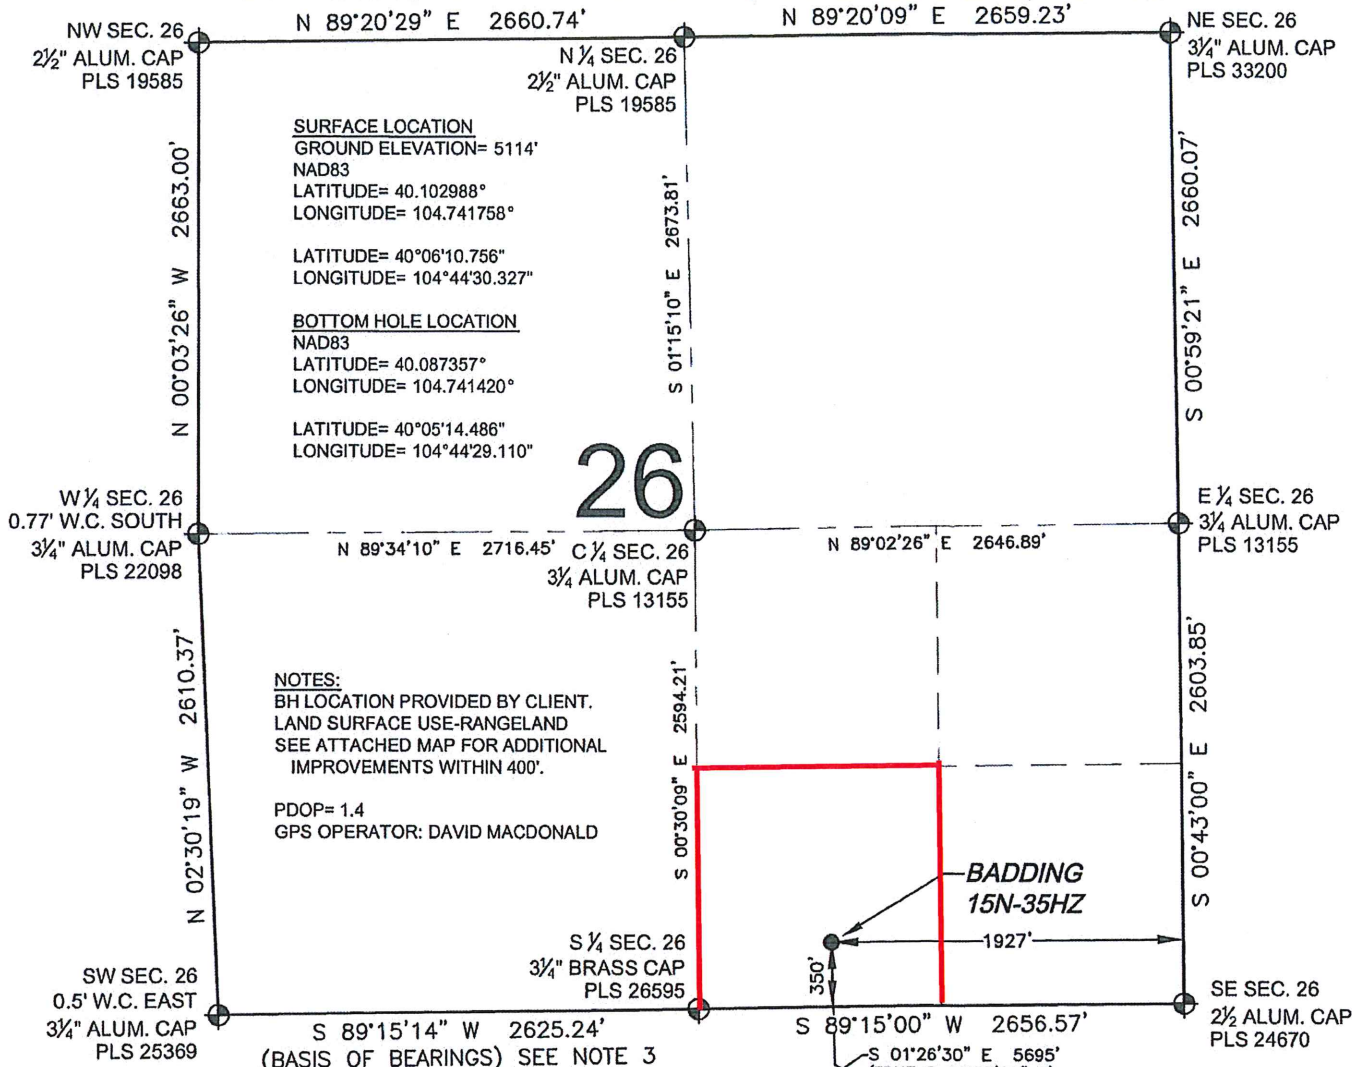 N 89°20'29" E 2660.74'
N 89°20'09" E 2659.23'
NW SEC. 26
2½" ALUM. CAP
PLS 19585
N ¼ SEC. 26
2½" ALUM. CAP
PLS 19585
NE SEC. 26
3¼" ALUM. CAP
PLS 33200
SURFACE LOCATION
GROUND ELEVATION= 5114'
NAD83
LATITUDE= 40.102988°
LONGITUDE= 104.741758°
LATITUDE= 40°06'10.756"
LONGITUDE= 104°44'30.327"
BOTTOM HOLE LOCATION
NAD83
LATITUDE= 40.087357°
LONGITUDE= 104.741420°
LATITUDE= 40°05'14.486"
LONGITUDE= 104°44'29.110"
N 00°03'26" W 2663.00'
S 01°15'10" E 2673.81'
S 00°59'21" E 2660.07'
26
W ¼ SEC. 26
0.77' W.C. SOUTH
3¼" ALUM. CAP
PLS 22098
N 89°34'10" E 2716.45'
C ¼ SEC. 26
3¼ ALUM. CAP
PLS 13155
N 89°02'26" E 2646.89'
E ¼ SEC. 26
3¼ ALUM. CAP
PLS 13155
NOTES:
BH LOCATION PROVIDED BY CLIENT.
LAND SURFACE USE-RANGELAND
SEE ATTACHED MAP FOR ADDITIONAL
IMPROVEMENTS WITHIN 400'.
PDOP= 1.4
GPS OPERATOR: DAVID MACDONALD
N 02°30'19" W 2610.37'
S 00°30'09" E 2594.21'
S 00°43'00" E 2603.85'
BADDING
15N-35HZ
1927'
350'
S ¼ SEC. 26
3¼" BRASS CAP
PLS 26595
SW SEC. 26
0.5' W.C. EAST
3¼" ALUM. CAP
PLS 25369
SE SEC. 26
2½ ALUM. CAP
PLS 24670
S 89°15'14" W 2625.24'
(BASIS OF BEARINGS) SEE NOTE 3
S 89°15'00" W 2656.57'
S 01°26'30" E 5695'